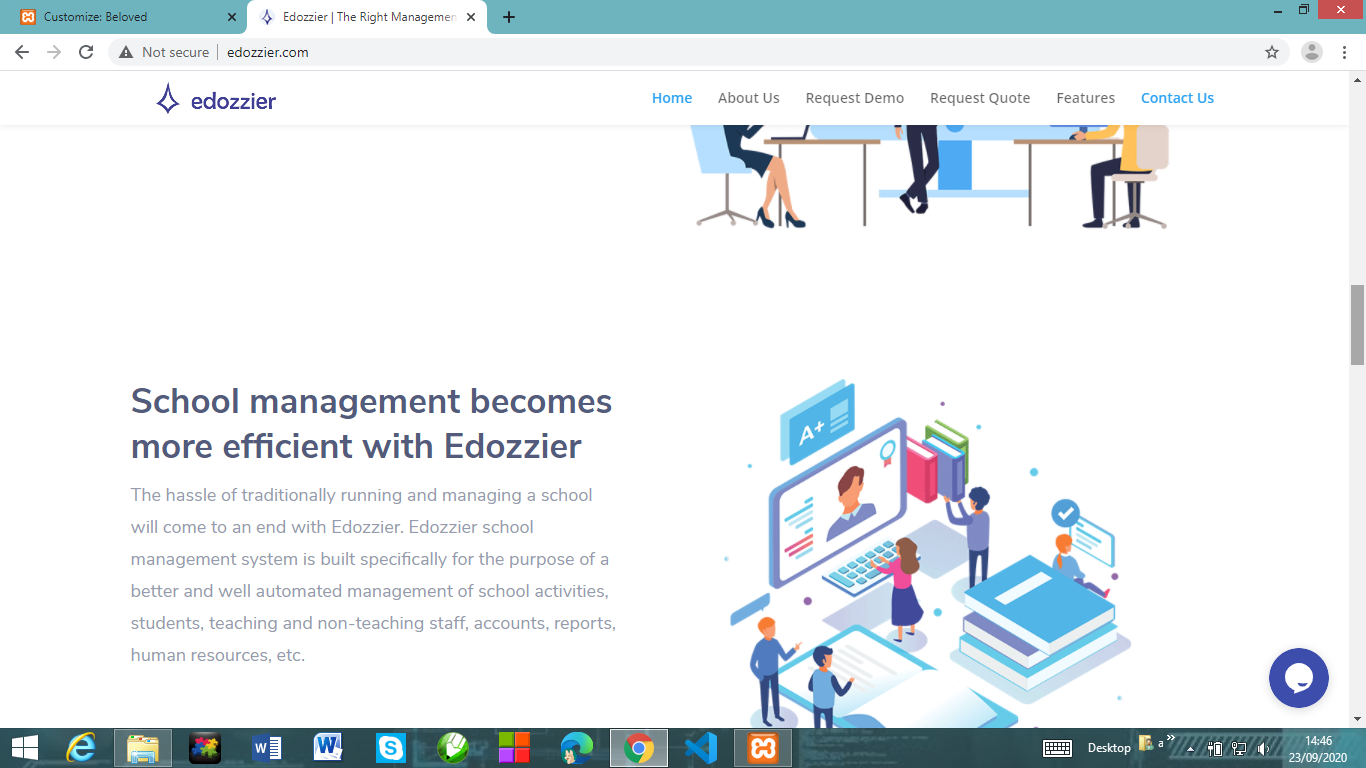 Customize: Beloved
Edozzier | The Right Managemen
Not secure
edozzier.com
edozzier
Home
About Us
Request Demo
Request Quote
Features
Contact Us
School management becomes
more efficient with Edozzier
The hassle of traditionally running and managing a school
will come to an end with Edozzier. Edozzier school
management system is built specifically for the purpose of a
better and well automated management of school activities,
students, teaching and non-teaching staff, accounts, reports,
human resources, etc.
A+
Desktop
a
14:46
23/09/2020